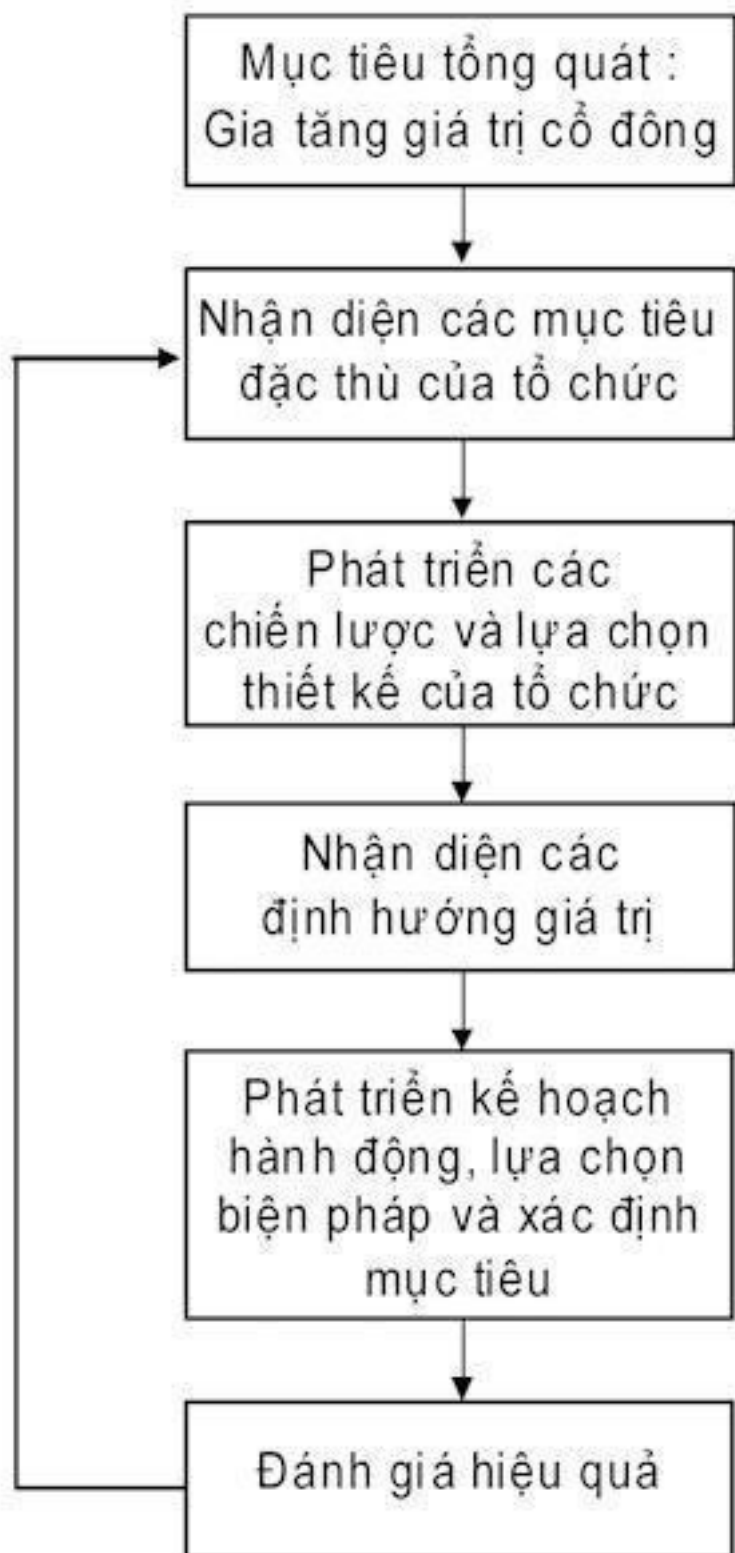 Mục tiêu tổng quát :
Gia tăng giá trị cổ đông
Nhận diện các mục tiêu
đặc thù của tổ chức
Phát triển các
chiến lược và lựa chọn
thiết kế của tổ chức
Nhận diện các
định hướng giá trị
Phát triển kế hoạch
hành động, lựa chọn
biện pháp và xác định
mục tiêu
Đánh giá hiệu quả